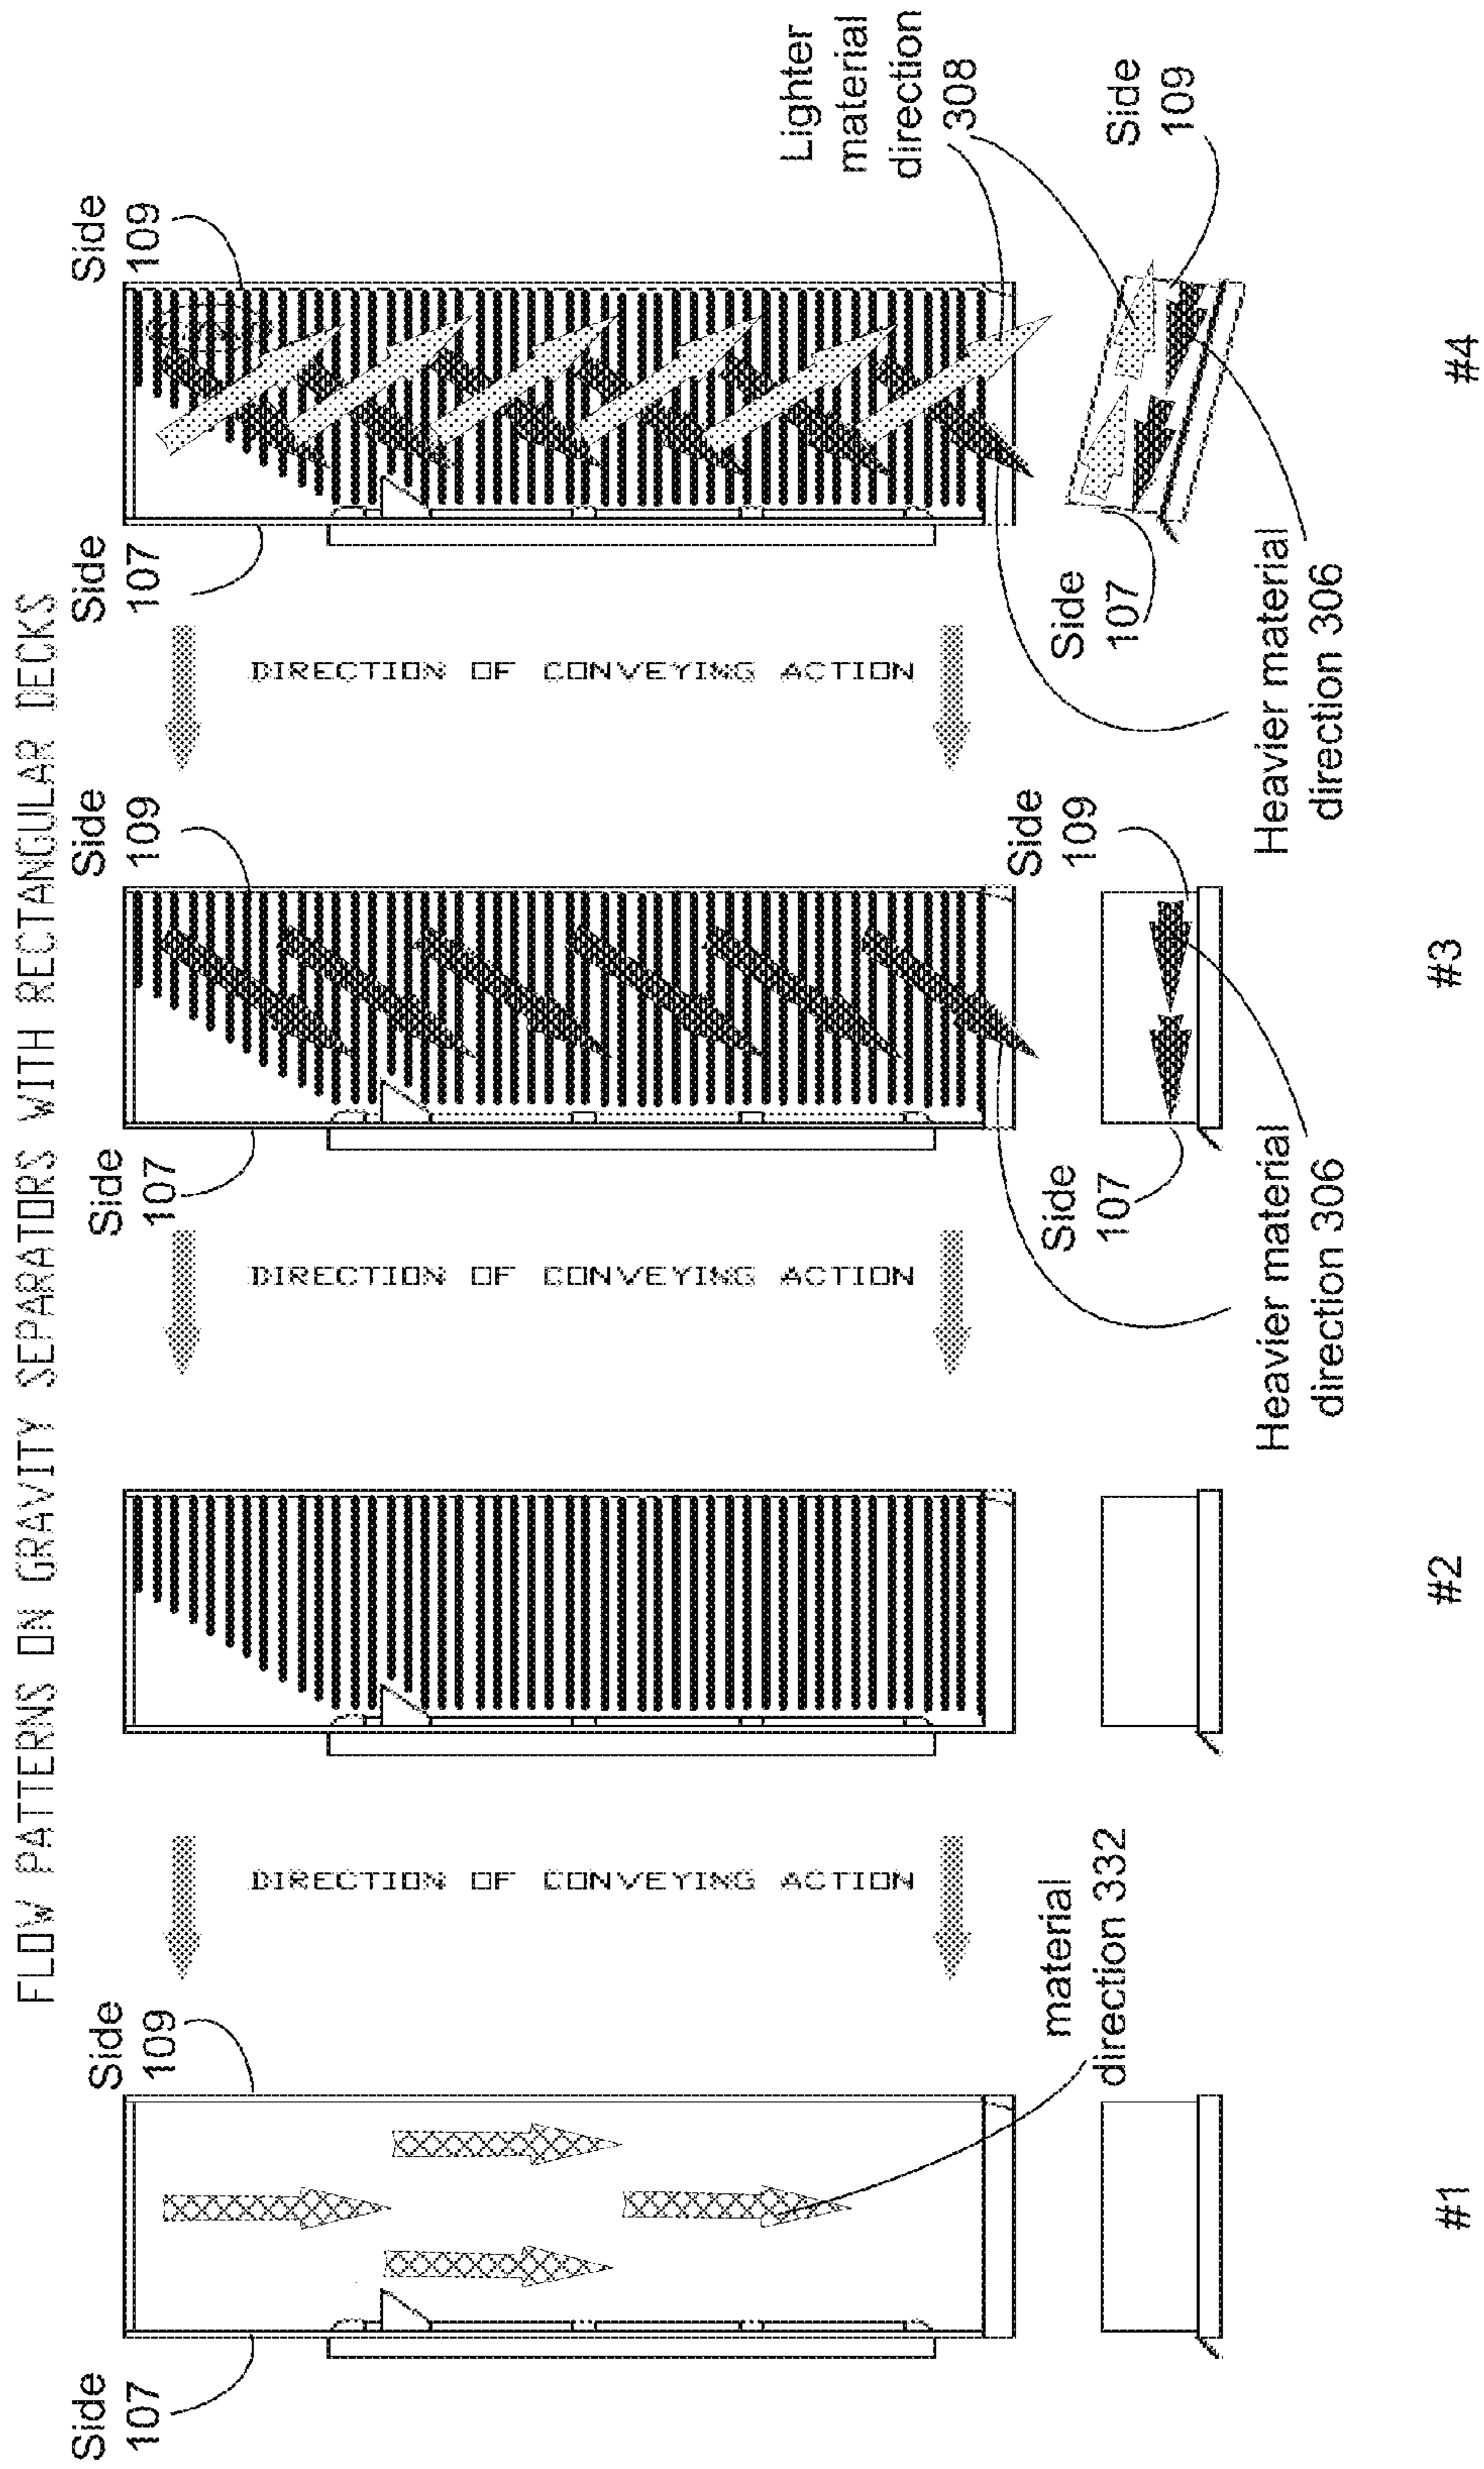 FLOW PATTERNS ON GRAVITY SEPARATORS WITH RECTANGULAR DECKS
Side
107
Side
109
material
direction 332
#1
DIRECTION OF CONVEYING ACTION
#2
DIRECTION OF CONVEYING ACTION
Side
107
Side
109
Side
107
Side
109
Heavier material
direction 306
#3
DIRECTION OF CONVEYING ACTION
Side
107
Side
109
Lighter
material
direction
308
Side
107
Side
109
Heavier material
direction 306
#4